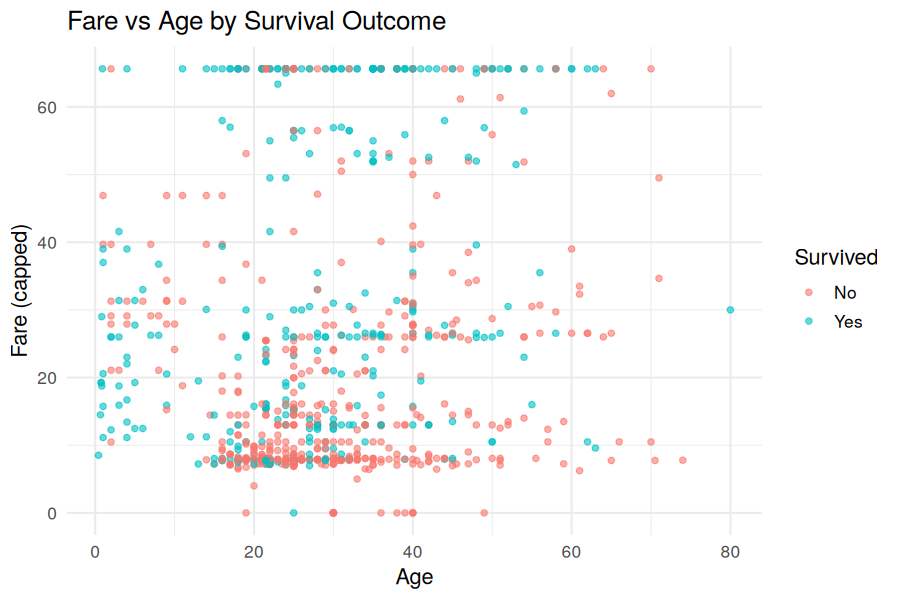 Fare vs Age by Survival Outcome
Fare (capped)
60
40
20
0
0 20 40 60 80
Age
Survived
No
Yes